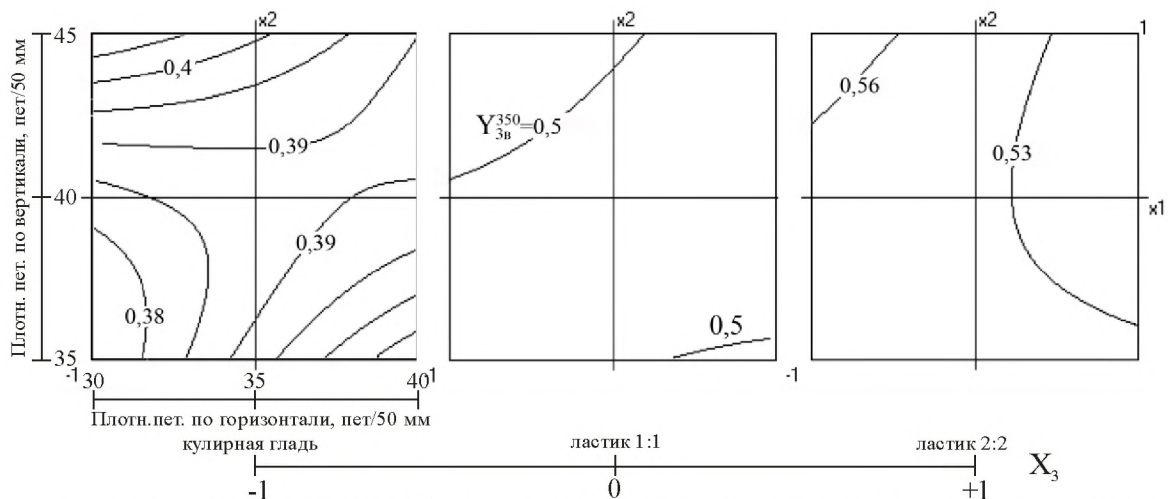 x2
x2
x2
45
1
0,4
0,56
Y₃в³⁵⁰=0,5
0,39
0,53
40
x1
0,39
0,38
0,5
35
-1
30
35
40
1
-1
Плотн. пет. по вертикали, пет/50 мм
Плотн.пет. по горизонтали, пет/50 мм
кулирная гладь
ластик 1:1
ластик 2:2
X₃
-1
0
+1